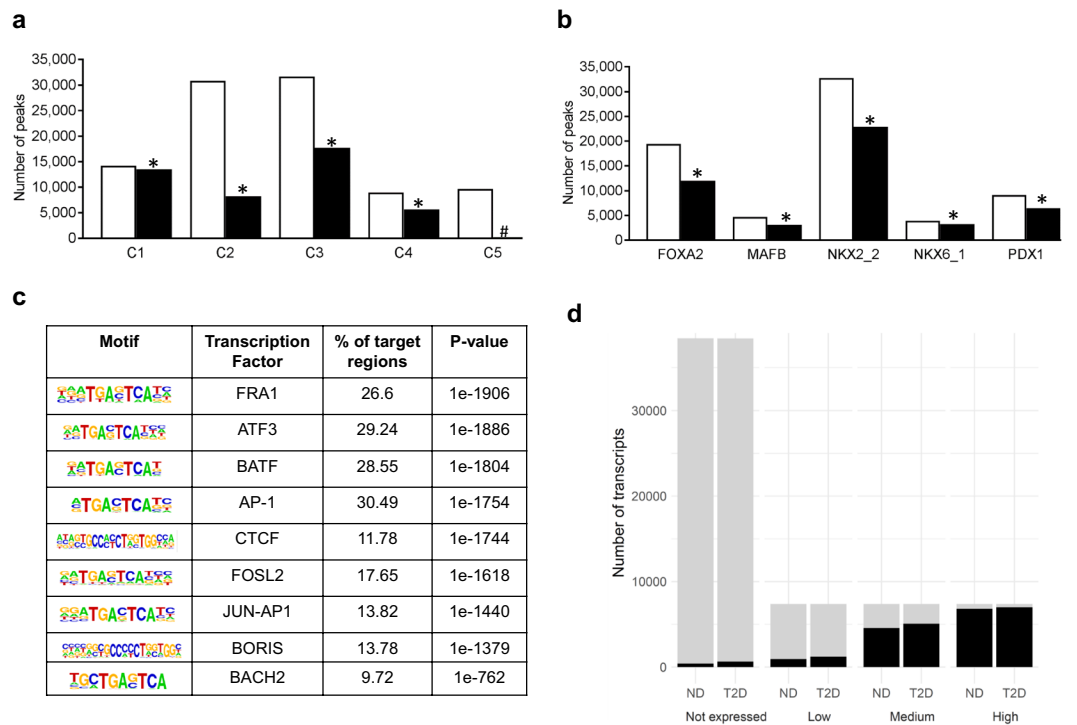 a
Number of peaks
35,000
30,000
25,000
20,000
15,000
10,000
5,000
0
* * * * #
C1 C2 C3 C4 C5
b
Number of peaks
35,000
30,000
25,000
20,000
15,000
10,000
5,000
0
* * * * *
FOXA2 MAFB NKX2_2 NKX6_1 PDX1
c
Motif Transcription Factor % of target regions P-value
FRA1 26.6 1e-1906
ATF3 29.24 1e-1886
BATF 28.55 1e-1804
AP-1 30.49 1e-1754
CTCF 11.78 1e-1744
FOSL2 17.65 1e-1618
JUN-AP1 13.82 1e-1440
BORIS 13.78 1e-1379
BACH2 9.72 1e-762
d
Number of transcripts
30000
20000
10000
0
ND T2D ND T2D ND T2D ND T2D
Not expressed Low Medium High